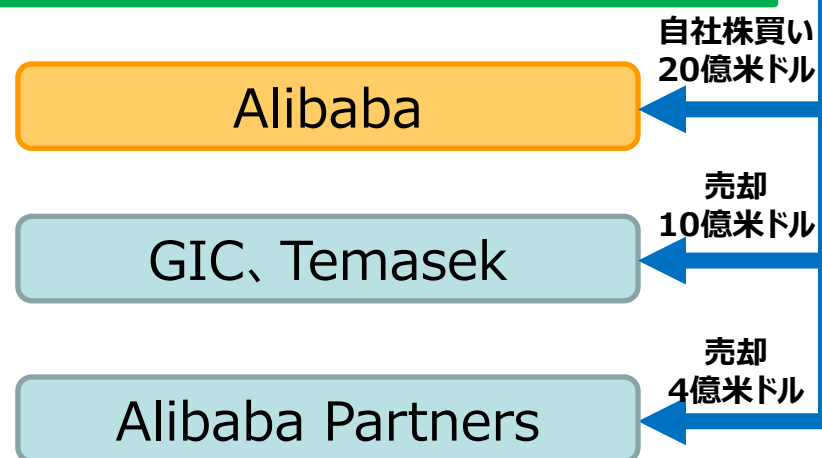 自社株買い
20億米ドル
Alibaba
売却
10億米ドル
GIC、Temasek
売却
4億米ドル
Alibaba Partners